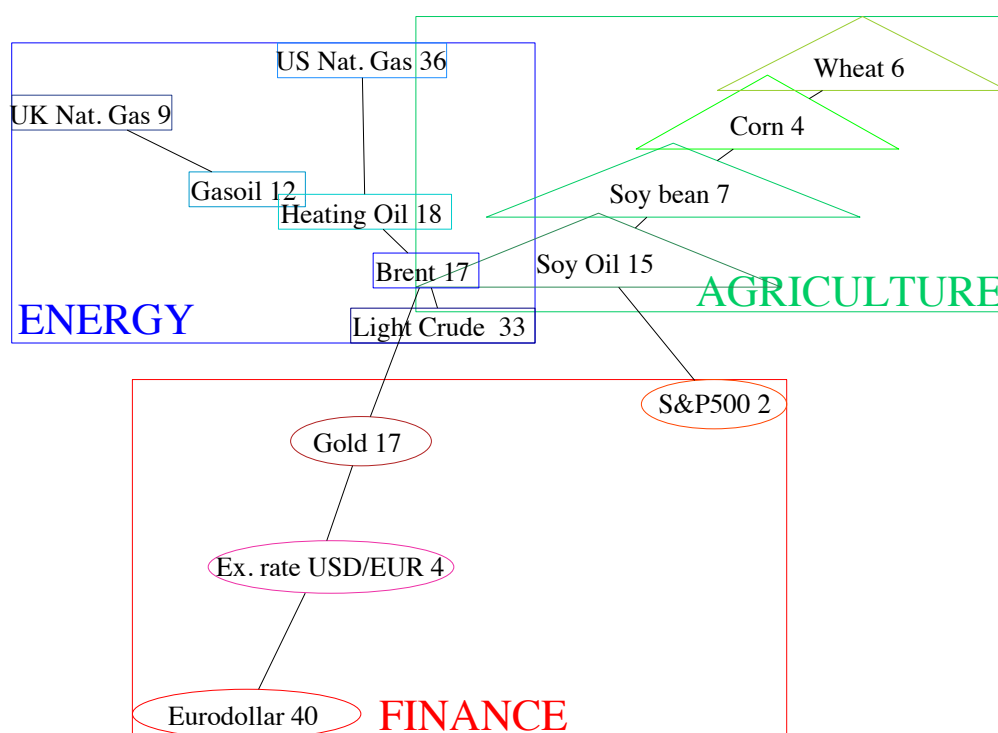 US Nat. Gas 36
Wheat 6
UK Nat. Gas 9
Corn 4
Gasoil 12
Soy bean 7
Heating Oil 18
Brent 17
Soy Oil 15
ENERGY
AGRICULTURE
Light Crude 33
S&P500 2
Gold 17
Ex. rate USD/EUR 4
Eurodollar 40
FINANCE